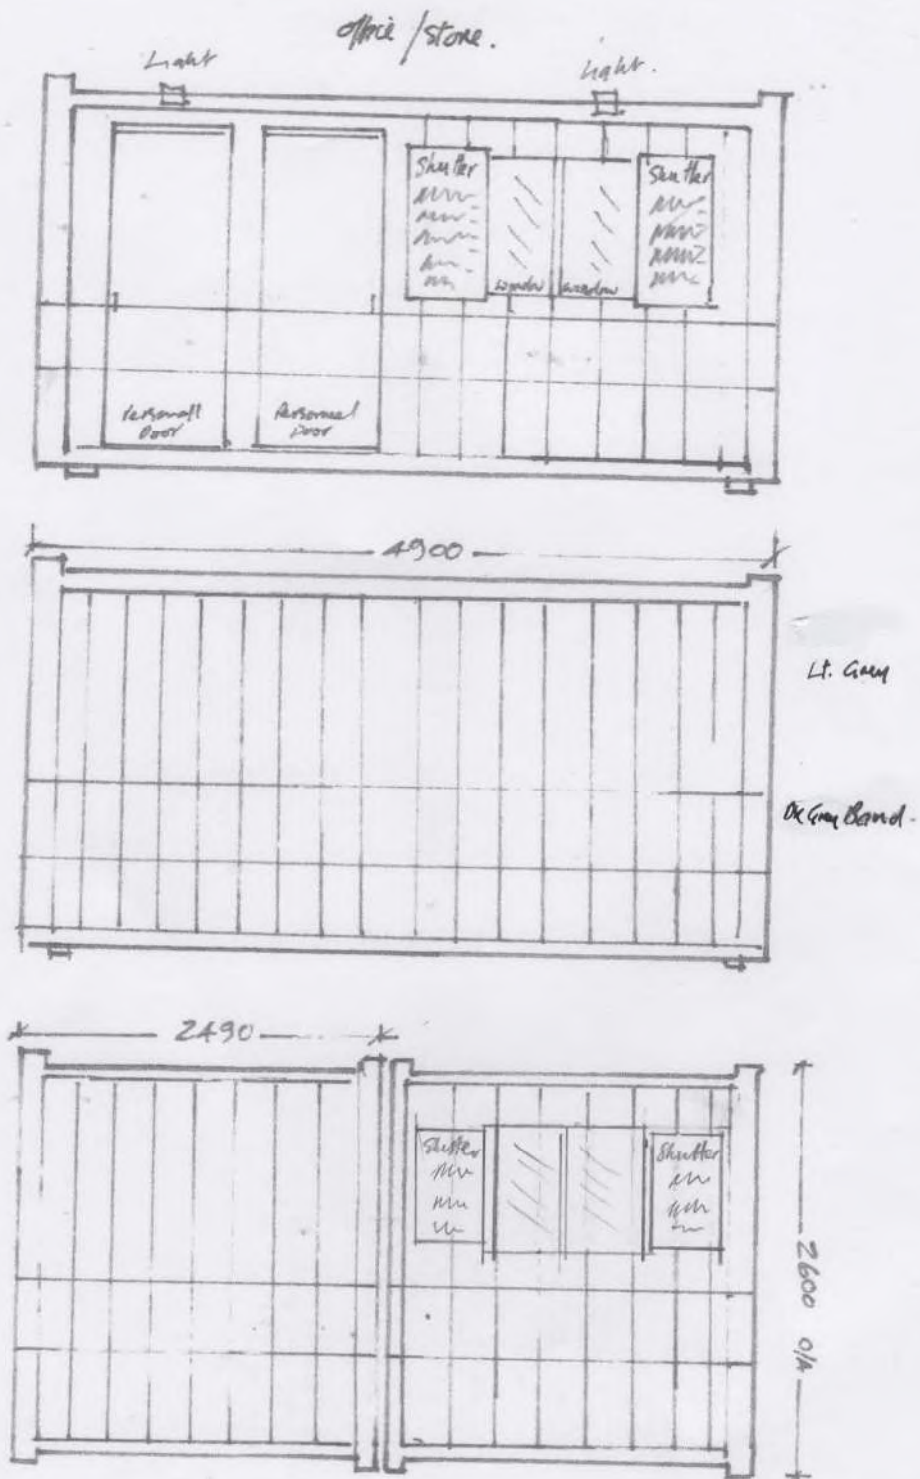 office / store.
Light
Light.
Shutter
Shutter
window
window
Personall
Door
Personnel
Door
4900
Lt. Grey
Dk Grey Band.
2490
Shutter
Shutter
2600 O/A